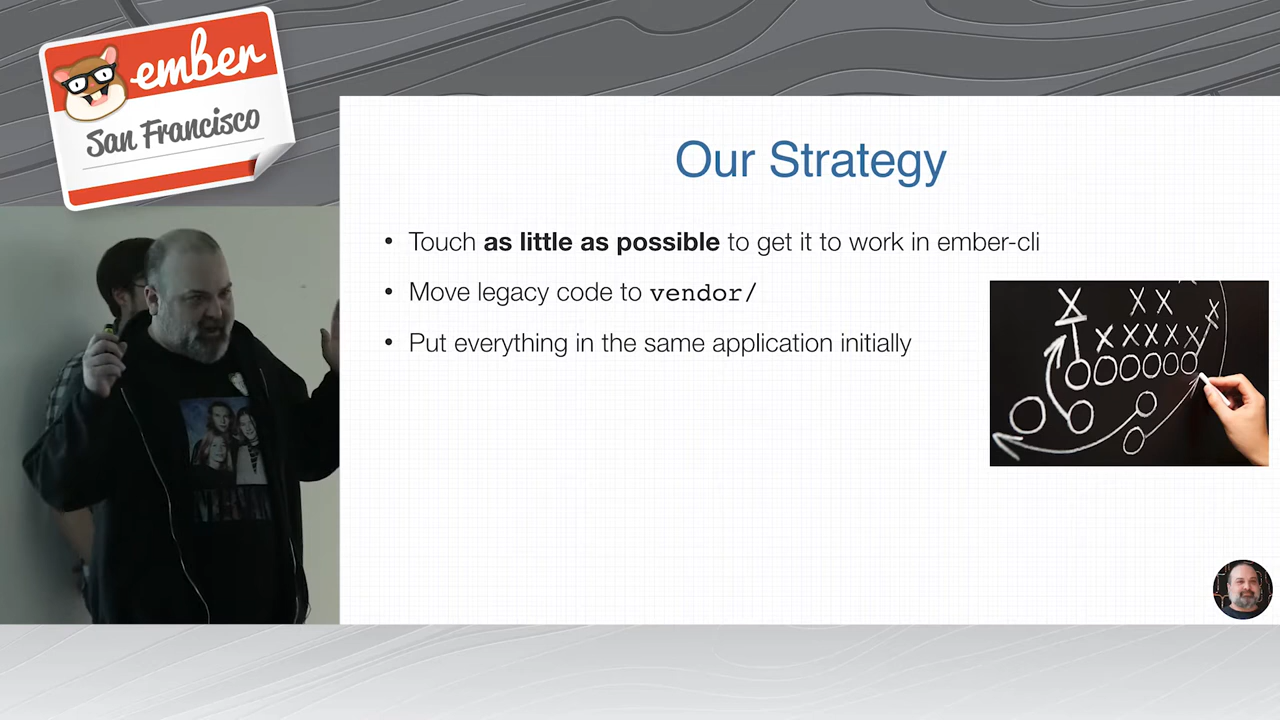 ember
San Francisco
Our Strategy
• Touch as little as possible to get it to work in ember-cli
• Move legacy code to vendor/
• Put everything in the same application initially
X
X X
X
X X X X X